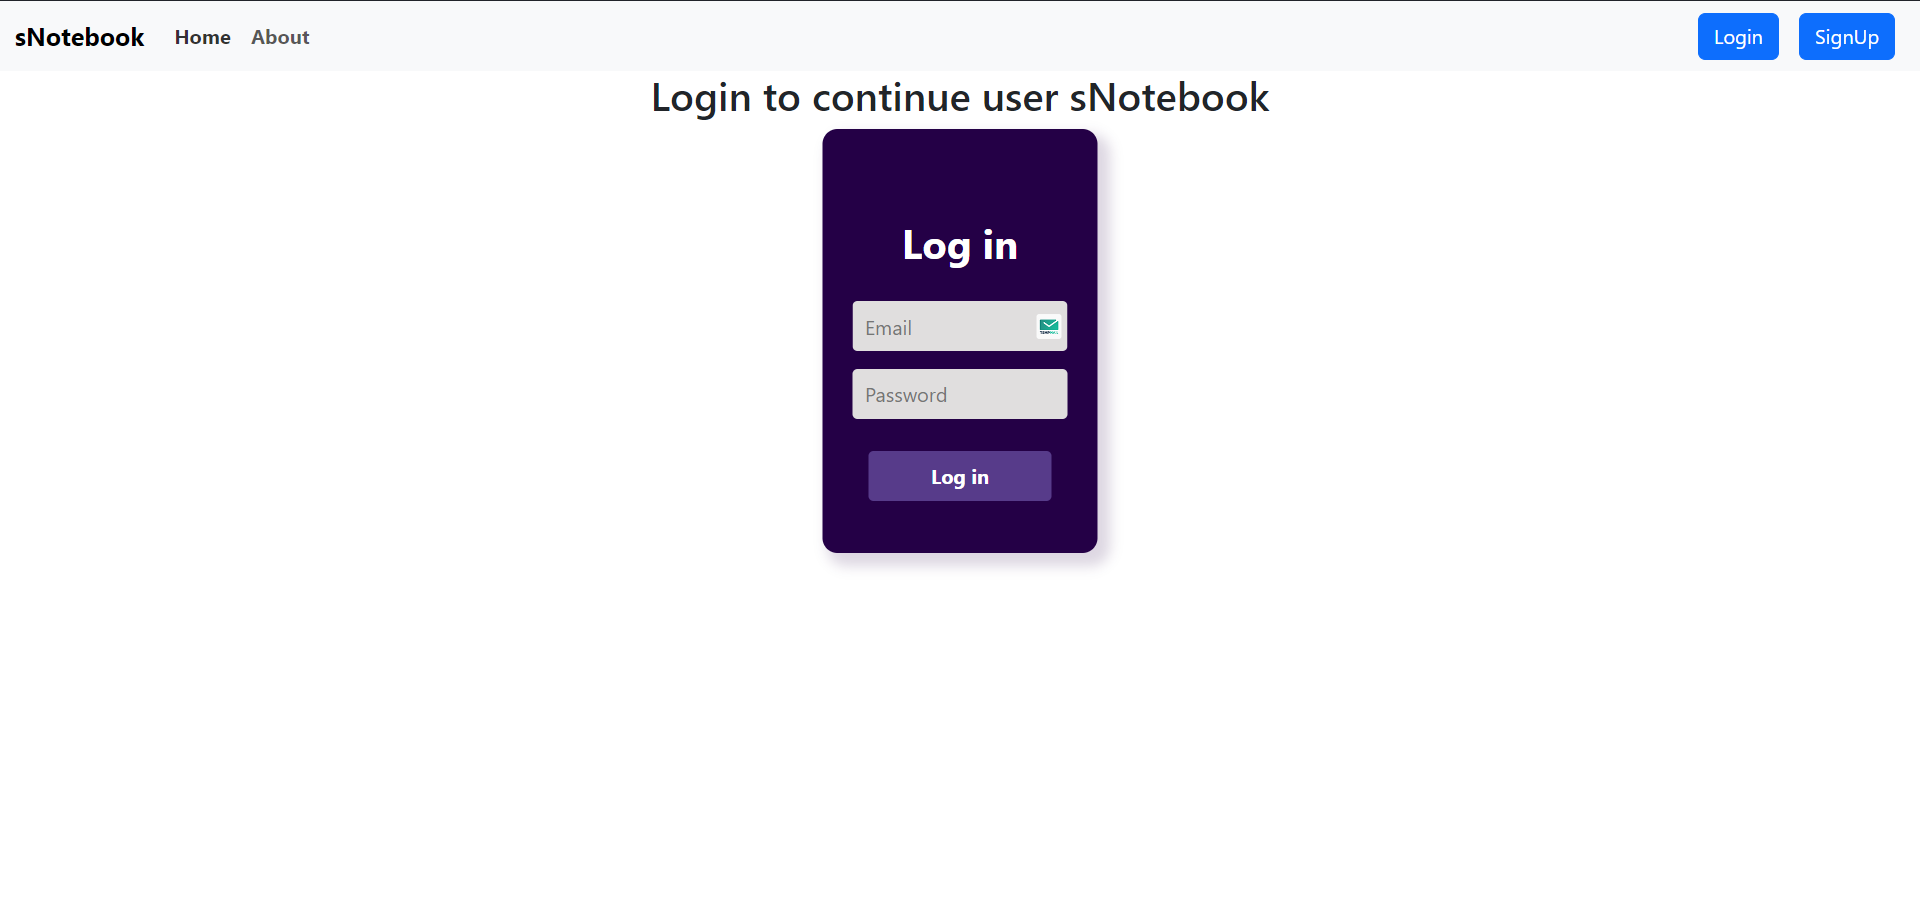 sNotebook Home About Login SignUp
Login to continue user sNotebook
Log in
Email
Password
Log in